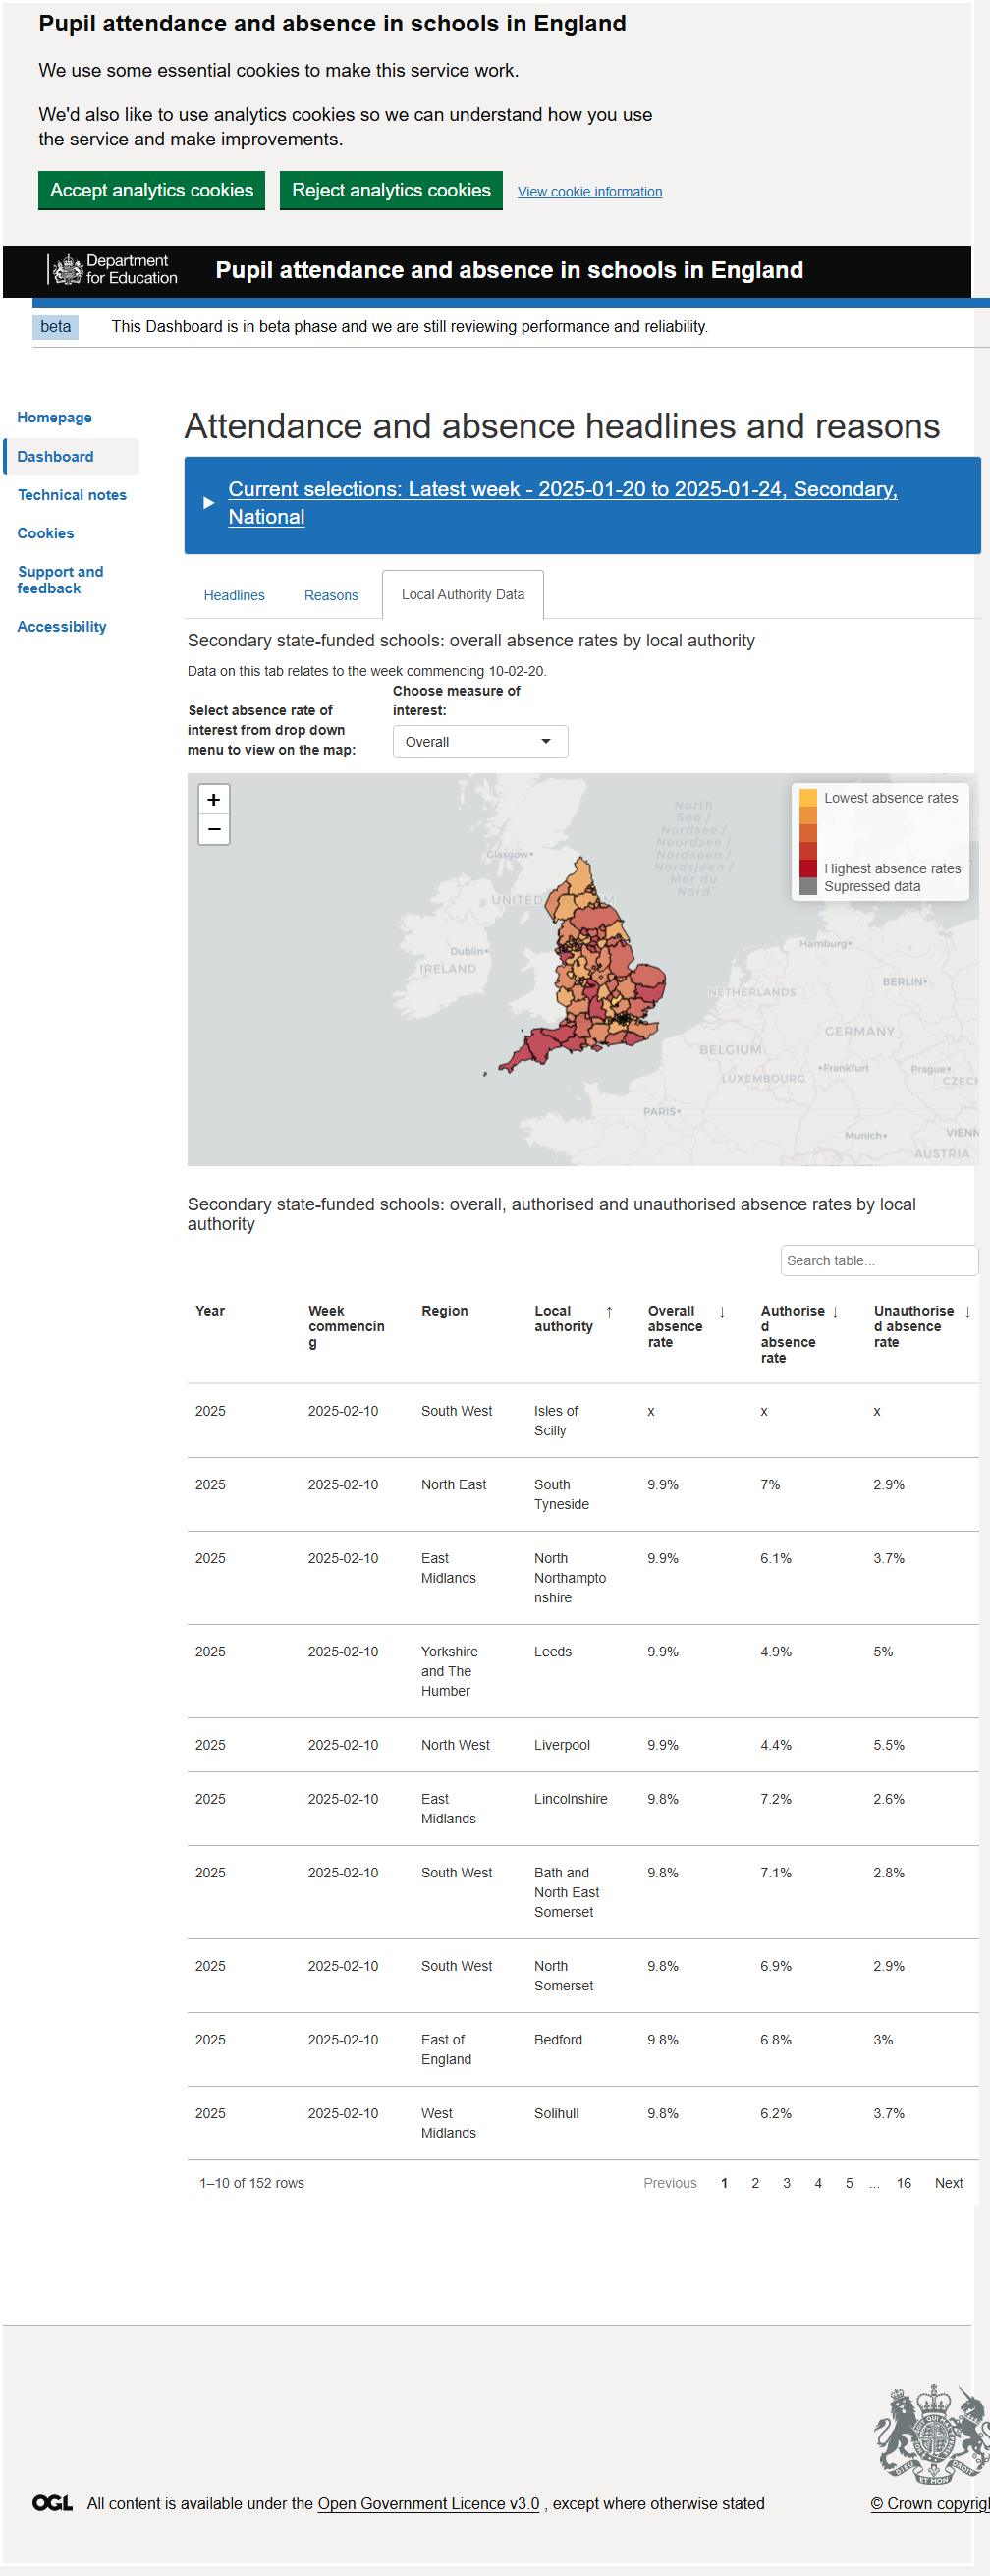 Pupil attendance and absence in schools in England
We use some essential cookies to make this service work.
We'd also like to use analytics cookies so we can understand how you use
the service and make improvements.
Accept analytics cookies Reject analytics cookies View cookie information
Department
for Education
Pupil attendance and absence in schools in England
beta This Dashboard is in beta phase and we are still reviewing performance and reliability.
Homepage
Dashboard
Technical notes
Cookies
Support and
feedback
Accessibility
Attendance and absence headlines and reasons
Current selections: Latest week - 2025-01-20 to 2025-01-24, Secondary,
National
Headlines Reasons Local Authority Data
Secondary state-funded schools: overall absence rates by local authority
Data on this tab relates to the week commencing 10-02-20.
Select absence rate of
interest from drop down
menu to view on the map:
Choose measure of
interest:
Overall
+
−
Lowest absence rates
Highest absence rates
Supressed data
North
Sea /
Nordsee /
Noordzee /
Nordsøen /
Nordsjøen /
Mer du
Nord
Glasgow
Dublin
IRELAND
Hamburg
BERLIN
NETHERLANDS
GERMANY
BELGIUM
Frankfurt
Prague
LUXEMBOURG
CZECH
PARIS
Munich
VIENN
AUSTRIA
Secondary state-funded schools: overall, authorised and unauthorised absence rates by local
authority
Search table...
Year Week commencin g Region Local authority ↑ Overall absence rate ↓ Authorise d absence rate ↓ Unauthorise d absence rate ↓
2025 2025-02-10 South West Isles of Scilly x x x
2025 2025-02-10 North East South Tyneside 9.9% 7% 2.9%
2025 2025-02-10 East Midlands North Northampto nshire 9.9% 6.1% 3.7%
2025 2025-02-10 Yorkshire and The Humber Leeds 9.9% 4.9% 5%
2025 2025-02-10 North West Liverpool 9.9% 4.4% 5.5%
2025 2025-02-10 East Midlands Lincolnshire 9.8% 7.2% 2.6%
2025 2025-02-10 South West Bath and North East Somerset 9.8% 7.1% 2.8%
2025 2025-02-10 South West North Somerset 9.8% 6.9% 2.9%
2025 2025-02-10 East of England Bedford 9.8% 6.8% 3%
2025 2025-02-10 West Midlands Solihull 9.8% 6.2% 3.7%
1–10 of 152 rows Previous 1 2 3 4 5 ... 16 Next
OGL All content is available under the Open Government Licence v3.0 , except where otherwise stated
© Crown copyrig